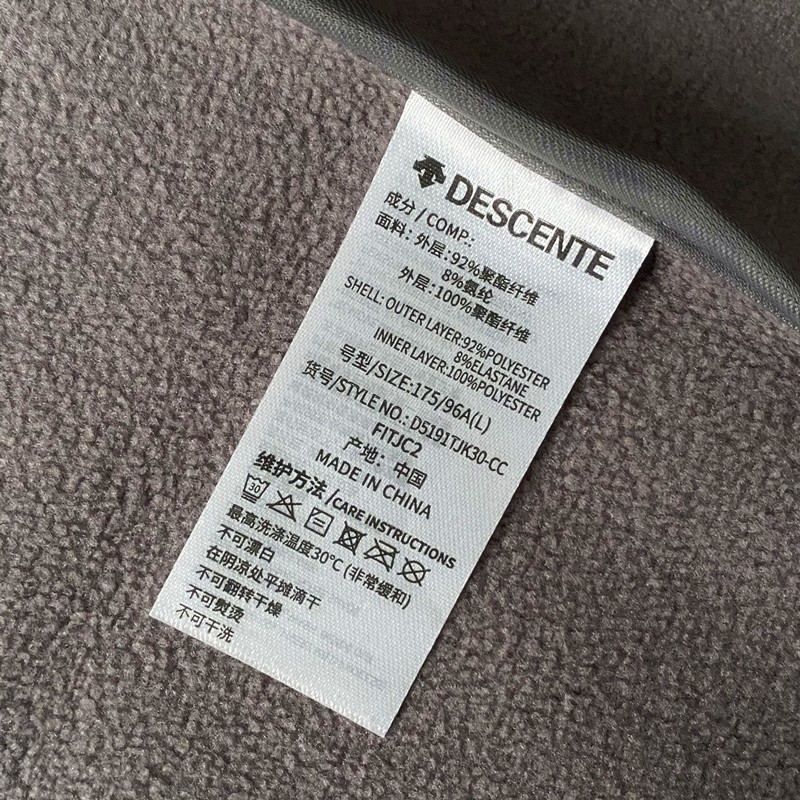 DESCENTE
成分/COMP.:
面料：外层:92%聚酯纤维
8%氨纶
外层:100%聚酯纤维
SHELL: OUTER LAYER:92%POLYESTER
8%ELASTANE
INNER LAYER:100%POLYESTER
号型/SIZE:175/96A(L)
货号/STYLE NO.: D5191TJK30-CC
FITJC2
产地：中国
MADE IN CHINA
维护方法/CARE INSTRUCTIONS
30
最高洗涤温度30°C (非常缓和)
不可漂白
在阴凉处平摊滴干
不可翻转干燥
不可熨烫
不可干洗